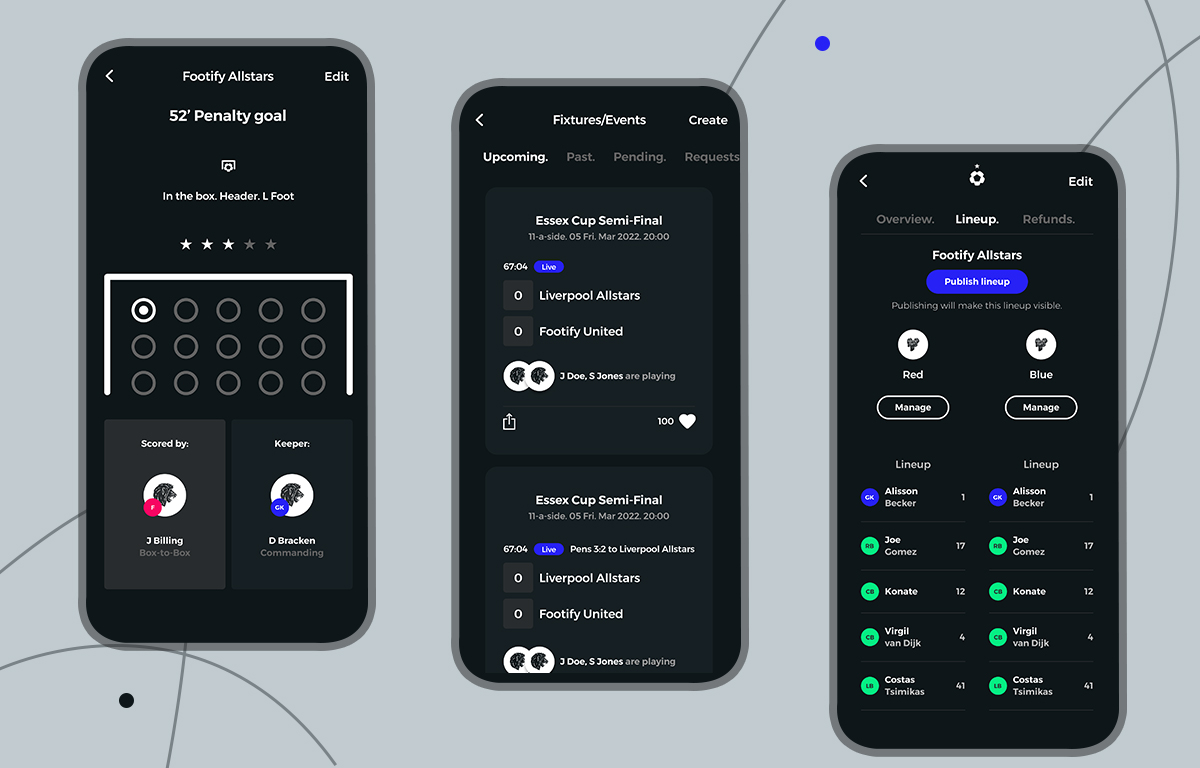 Footify Allstars
Edit
52’ Penalty goal
In the box. Header. L Foot
Scored by:
F
J Billing
Box-to-Box
Keeper:
GK
D Bracken
Commanding
Fixtures/Events
Create
Upcoming. Past. Pending. Requests
Essex Cup Semi-Final
11-a-side. 05 Fri. Mar 2022. 20:00
67:04 Live
0 Liverpool Allstars
0 Footify United
J Doe, S Jones are playing
100
Essex Cup Semi-Final
11-a-side. 05 Fri. Mar 2022. 20:00
67:04 Live Pens 3:2 to Liverpool Allstars
0 Liverpool Allstars
0 Footify United
J Doe, S Jones are playing
Edit
Overview. Lineup. Refunds.
Footify Allstars
Publish lineup
Publishing will make this lineup visible.
Red
Manage
Lineup
GK Alisson
Becker 1
RB Joe
Gomez 17
CB Konate 12
CB Virgil
van Dijk 4
LB Costas
Tsimikas 41
Blue
Manage
Lineup
GK Alisson
Becker 1
RB Joe
Gomez 17
CB Konate 12
CB Virgil
van Dijk 4
LB Costas
Tsimikas 41